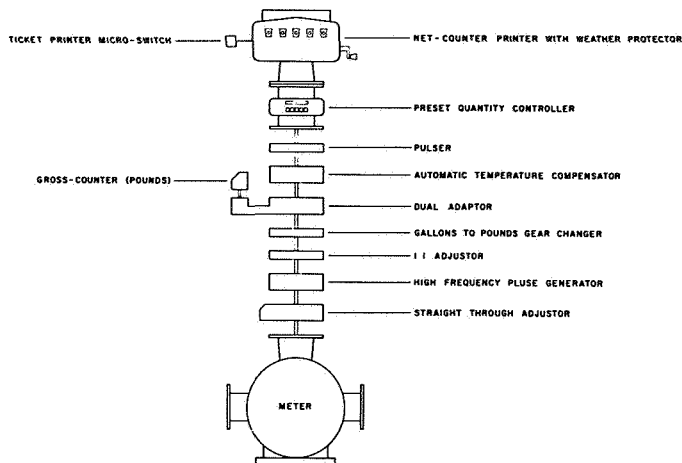 TICKET PRINTER MICRO-SWITCH
NET-COUNTER PRINTER WITH WEATHER PROTECTOR
PRESET QUANTITY CONTROLLER
PULSER
GROSS-COUNTER (POUNDS)
AUTOMATIC TEMPERATURE COMPENSATOR
DUAL ADAPTOR
GALLONS TO POUNDS GEAR CHANGER
1:1 ADJUSTOR
HIGH FREQUENCY PLUSE GENERATOR
STRAIGHT THROUGH ADJUSTOR
METER